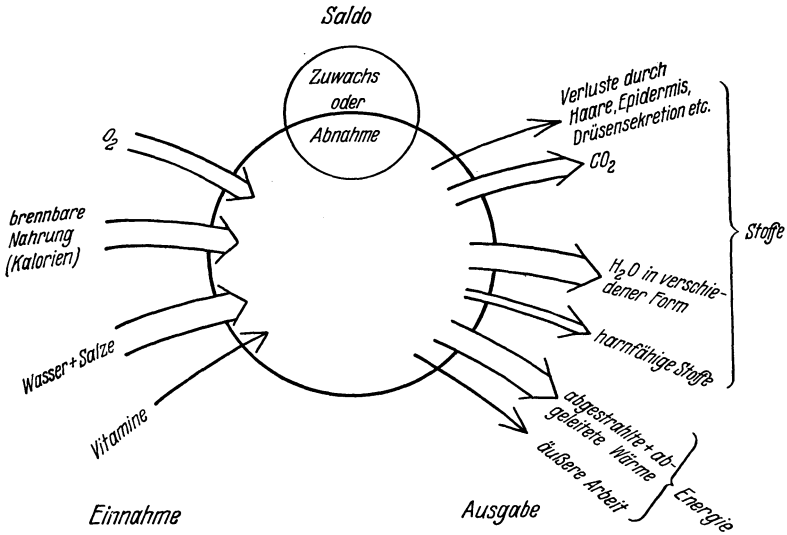 Saldo
Zuwachs
oder
Abnahme
O₂
brennbare
Nahrung
(Kalorien)
Wasser+Salze
Vitamine
Einnahme
Verluste durch
Haare, Epidermis,
Drüsensekretion etc.
CO₂
H₂O in verschie-
dener Form
harnfähige Stoffe
Stoffe
abgestrahlte + ab-
geleitete Wärme
äußere Arbeit
Energie
Ausgabe